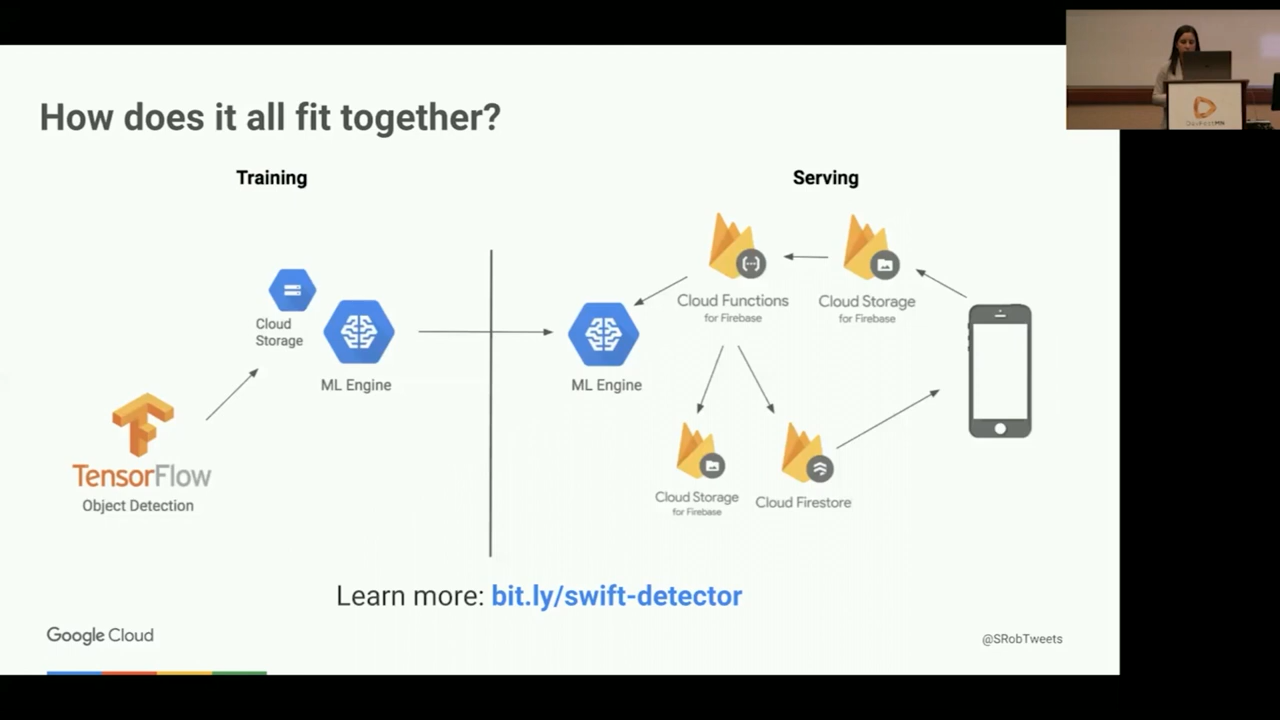 How does it all fit together?
Training
Serving
Cloud Functions
for Firebase
Cloud Storage
for Firebase
Cloud
Storage
ML Engine
ML Engine
TensorFlow
Object Detection
Cloud Storage
for Firebase
Cloud Firestore
Learn more: bit.ly/swift-detector
Google Cloud
@SRobTweets